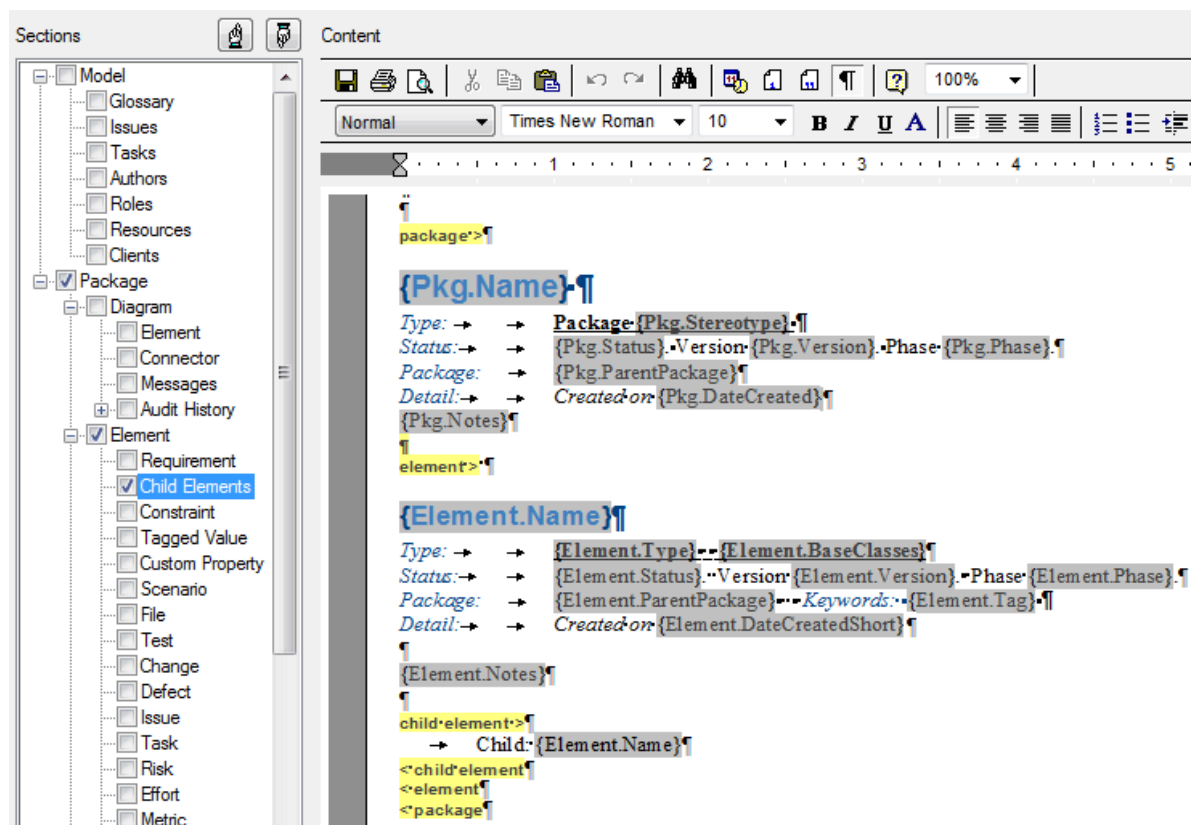 Sections
Content
Model
Glossary
Issues
Tasks
Authors
Roles
Resources
Clients
Package
Diagram
Element
Connector
Messages
Audit History
Element
Requirement
Child Elements
Constraint
Tagged Value
Custom Property
Scenario
File
Test
Change
Defect
Issue
Task
Risk
Effort
Metric
100%
Normal
Times New Roman
10
B I U A
1 2 3 4 5
¶
package >¶
{Pkg.Name} ¶
Type: → → Package {Pkg.Stereotype} ¶
Status: → → {Pkg.Status}. Version {Pkg.Version}. Phase {Pkg.Phase}.¶
Package: → {Pkg.ParentPackage}¶
Detail: → → Created on {Pkg.DateCreated}¶
{Pkg.Notes}¶
¶
element > ¶
{Element.Name}¶
Type: → → {Element.Type} - {Element.BaseClasses}¶
Status: → → {Element.Status}. Version {Element.Version}. Phase {Element.Phase}.¶
Package: → {Element.ParentPackage} Keywords: {Element.Tag} ¶
Detail: → → Created on {Element.DateCreatedShort} ¶
¶
{Element.Notes}¶
¶
child element >¶
→ Child: {Element.Name}¶
< child element¶
< element¶
< package¶